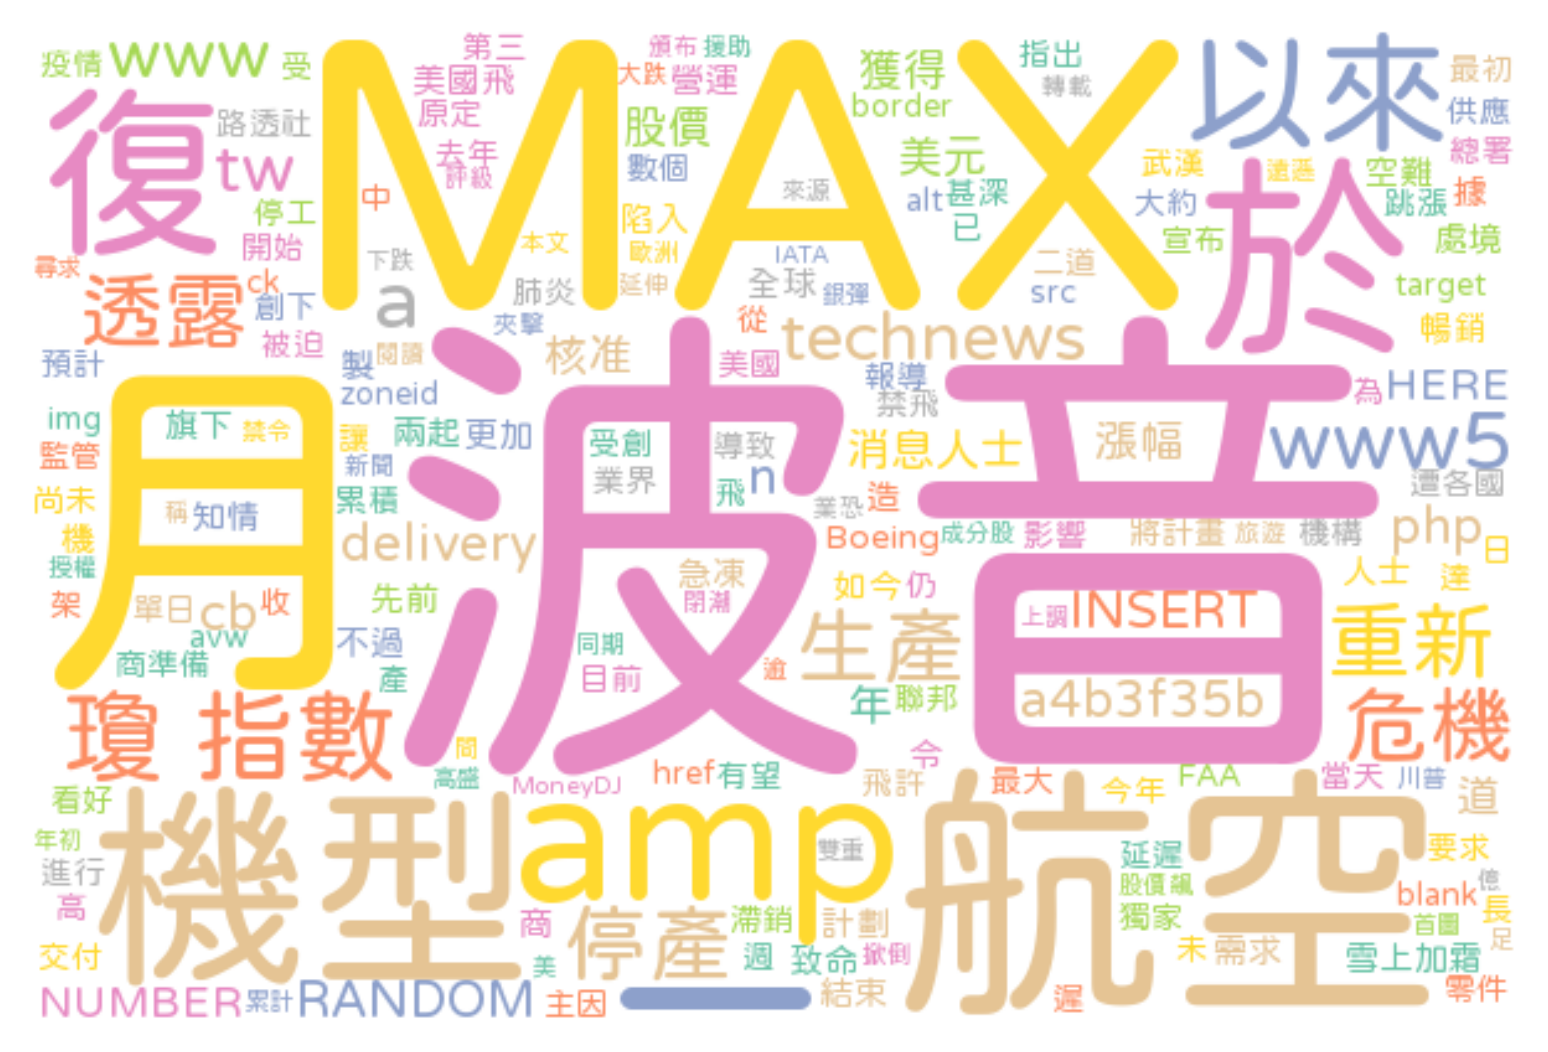 疫情 www 受
第三
美國飛
原定
去年
評級
中
頒布 援助
大跌 營運
股價
數個
陷入
歐洲
延伸
本文
MAX
獲得
border
美元
alt 甚深
已
指出
轉載
以來
最初
供應
總署
據
空難
跳漲
處境
復
路透社
tw
停工
開始
尋求
透露
ck
創下
被迫
下跌
a
肺炎
夾擊
來源
IATA
全球 銀彈
從
technews
二道
src
武漢
遠遜
大約
宣布
於
target
暢銷
預計
製 閱讀
zoneid
核准
美國
報導
禁飛
為 HERE
img
監管
尚未
機
授權
架
月
旗下 禁令
稱 知情
讓
新聞
累積
兩起 更加
delivery
波音
受創
業界
導致
飛 n
業恐 造
消息人士
Boeing 成分股 影響
漲幅
www5
遭各國
將計畫 旅遊 機構 php 日
人士 達
單日 cb 收
avw
商準備
先前
不過
產
急凍
閉潮
同期
目前
逾
如今 仍
生產
年 聯邦
上調 INSERT
a4b3f35b
重新
危機
瓊 指數
間
高盛
MoneyDJ
href 有望
飛許
令
最大
今年 FAA
當天 川普
道
看好
年初
進行
高
交付
機型
amp
雙重
航空
延遲
股價飆
獨家
要求
blank 億
首圖 長
足
商
美
停產
滯銷 計劃
週 致命 掀倒
未 需求
雪上加霜
零件
NUMBER 累計 RANDOM 主因 一 結束
遲